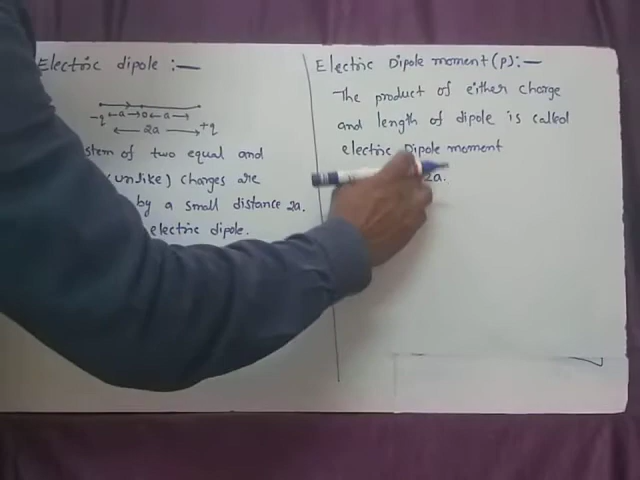 Electric dipole :—
-q a o a +q
2a
stem of two equal and
(unlike) charges are
by a small distance 2a.
electric dipole.
Electric Dipole moment (p) :—
The product of either charge
and length of dipole is called
electric Dipole moment
2a.